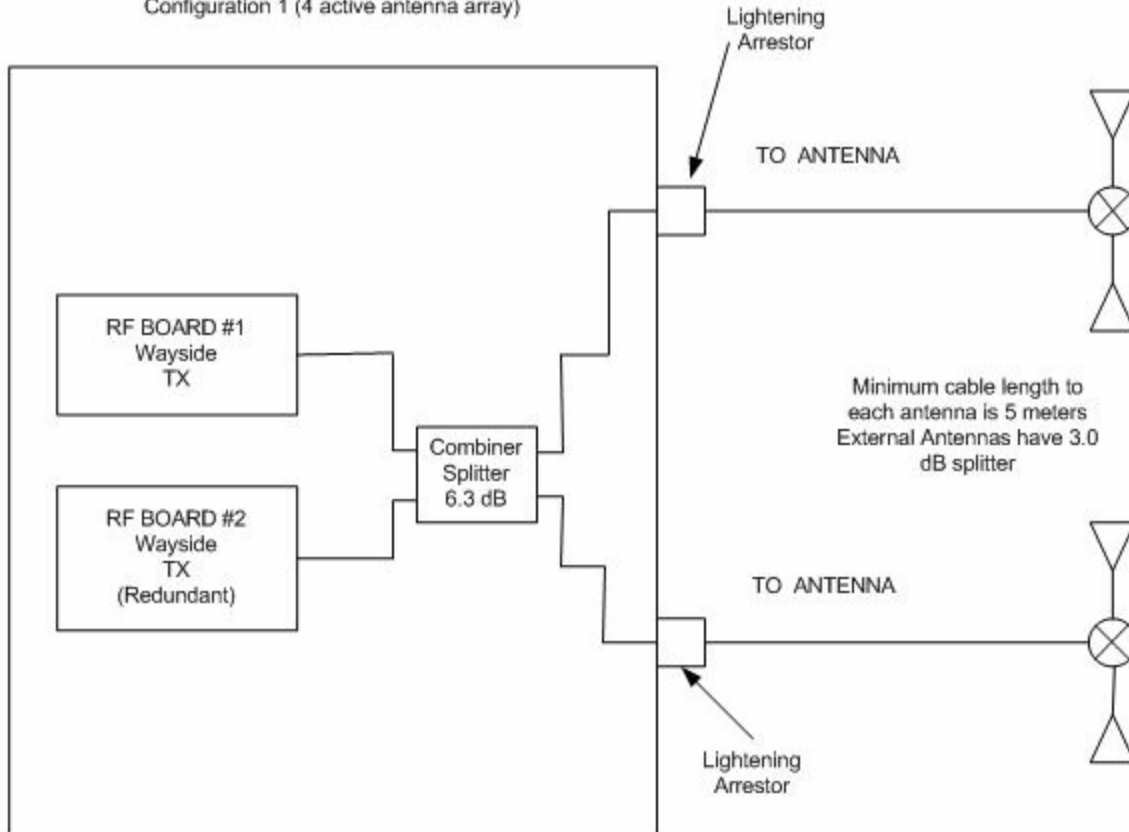 Configuration 1 (4 active antenna array)
Lightening
Arrestor
TO ANTENNA
RF BOARD #1
Wayside
TX
Minimum cable length to
each antenna is 5 meters
External Antennas have 3.0
dB splitter
Combiner
Splitter
6.3 dB
RF BOARD #2
Wayside
TX
(Redundant)
TO ANTENNA
Lightening
Arrestor